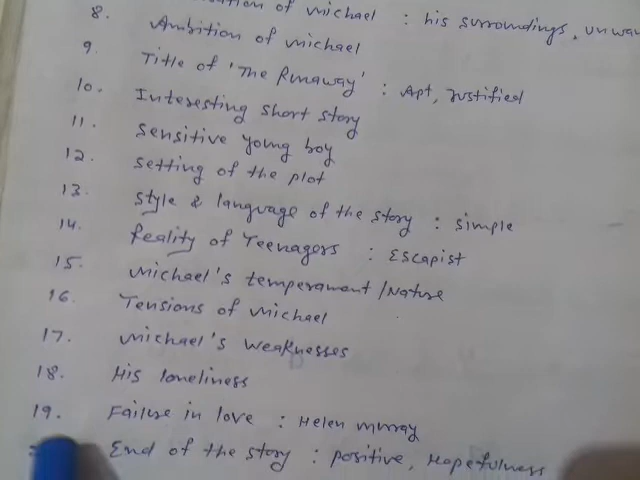 of Michael : his surroundings, unwan
8. Ambition of Michael
9. Title of 'The Runaway' : Apt, Justified
10. Interesting short story
11. Sensitive young boy
12. Setting of the plot
13. Style & language of the story : simple
14. Reality of Teenagers : Escapist
15. Michael's temperament / Nature
16. Tensions of Michael
17. Michael's Weaknesses
18. His loneliness
19. Failure in love : Helen Murray
End of the story : positive, Hopefulness